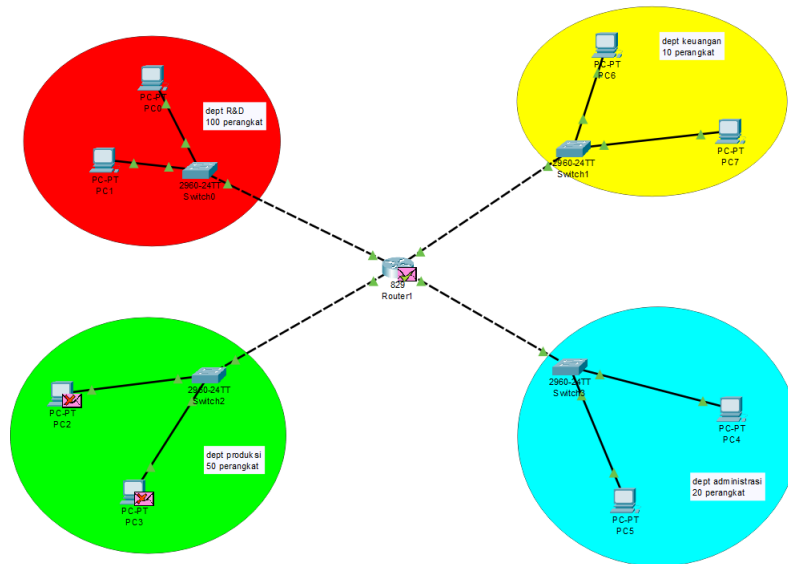 PC-PT
PC0
dept R&D
100 perangkat
PC-PT
PC1
2960-24TT
Switch0
PC-PT
PC6
dept keuangan
10 perangkat
2960-24TT
Switch1
PC-PT
PC7
829
Router1
2960-24TT
Switch2
PC-PT
PC2
dept produksi
50 perangkat
PC-PT
PC3
2960-24TT
Switch3
PC-PT
PC4
dept administrasi
20 perangkat
PC-PT
PC5